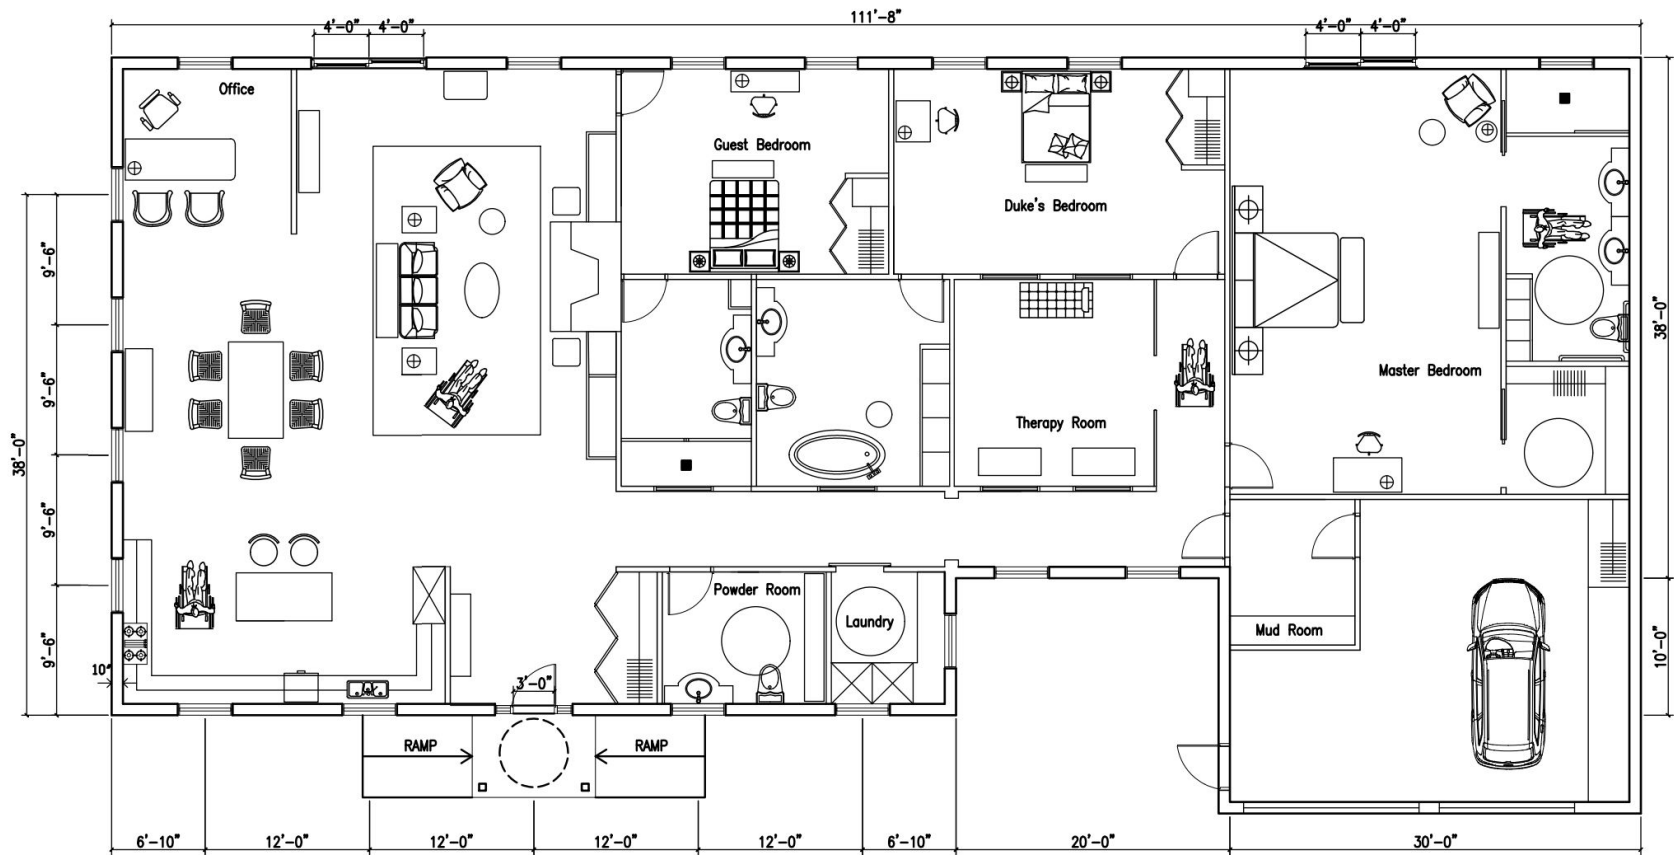 111'-8"
4'-0" 4'-0"
4'-0" 4'-0"
Office
Guest Bedroom
Duke's Bedroom
9'-6"
38'-0"
Master Bedroom
9'-6"
Therapy Room
38'-0"
9'-6"
Powder Room
Laundry
Mud Room
10'-0"
9'-6"
10"
3'-0"
RAMP
RAMP
6'-10" 12'-0" 12'-0" 12'-0" 12'-0" 6'-10" 20'-0" 30'-0"